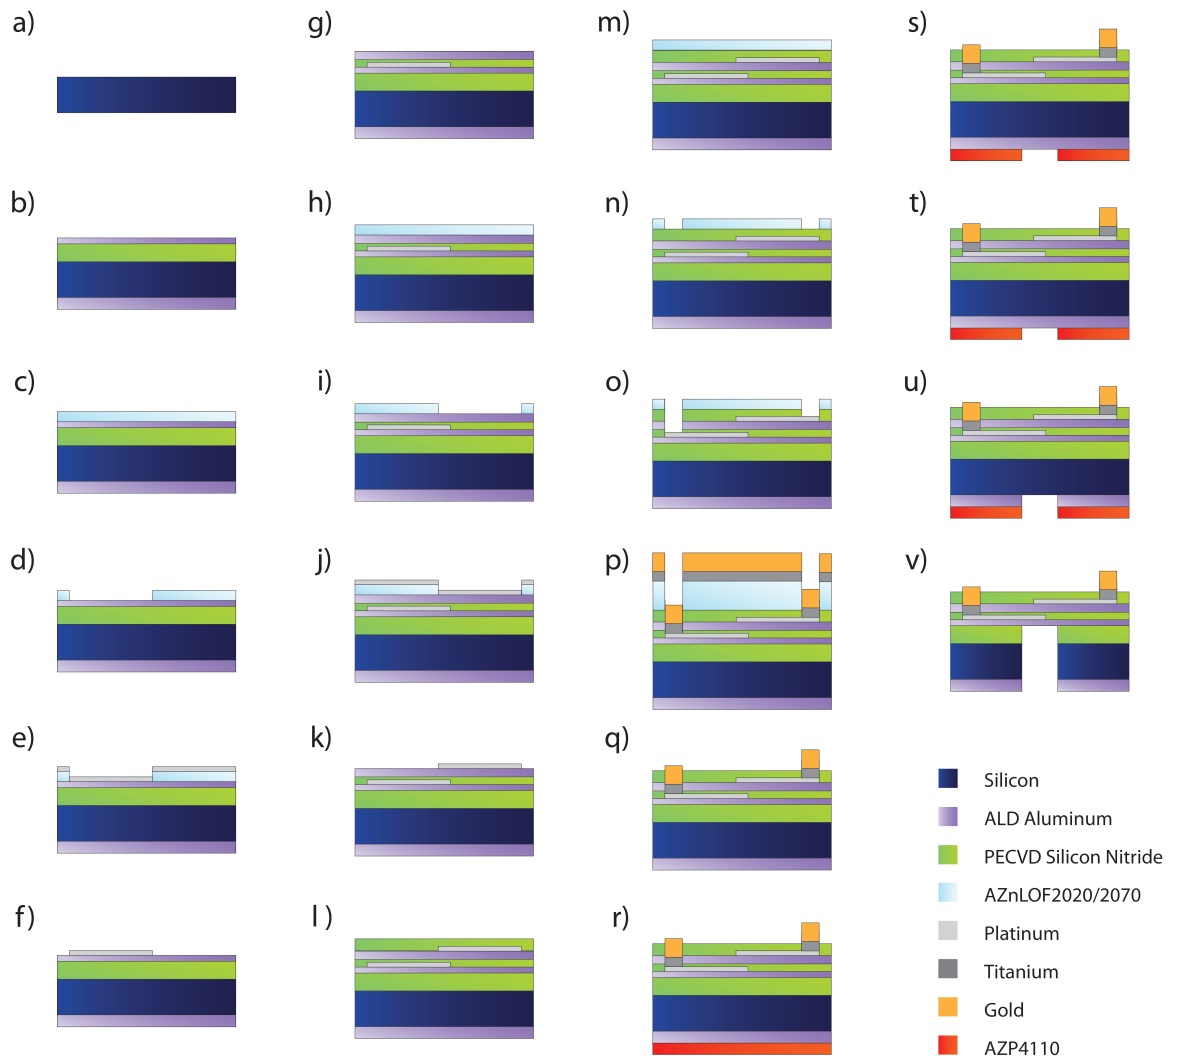 a)
b)
c)
d)
e)
f)
g)
h)
i)
j)
k)
l)
m)
n)
o)
p)
q)
r)
s)
t)
u)
v)
Silicon
ALD Aluminum
PECVD Silicon Nitride
AZnLOF2020/2070
Platinum
Titanium
Gold
AZP4110